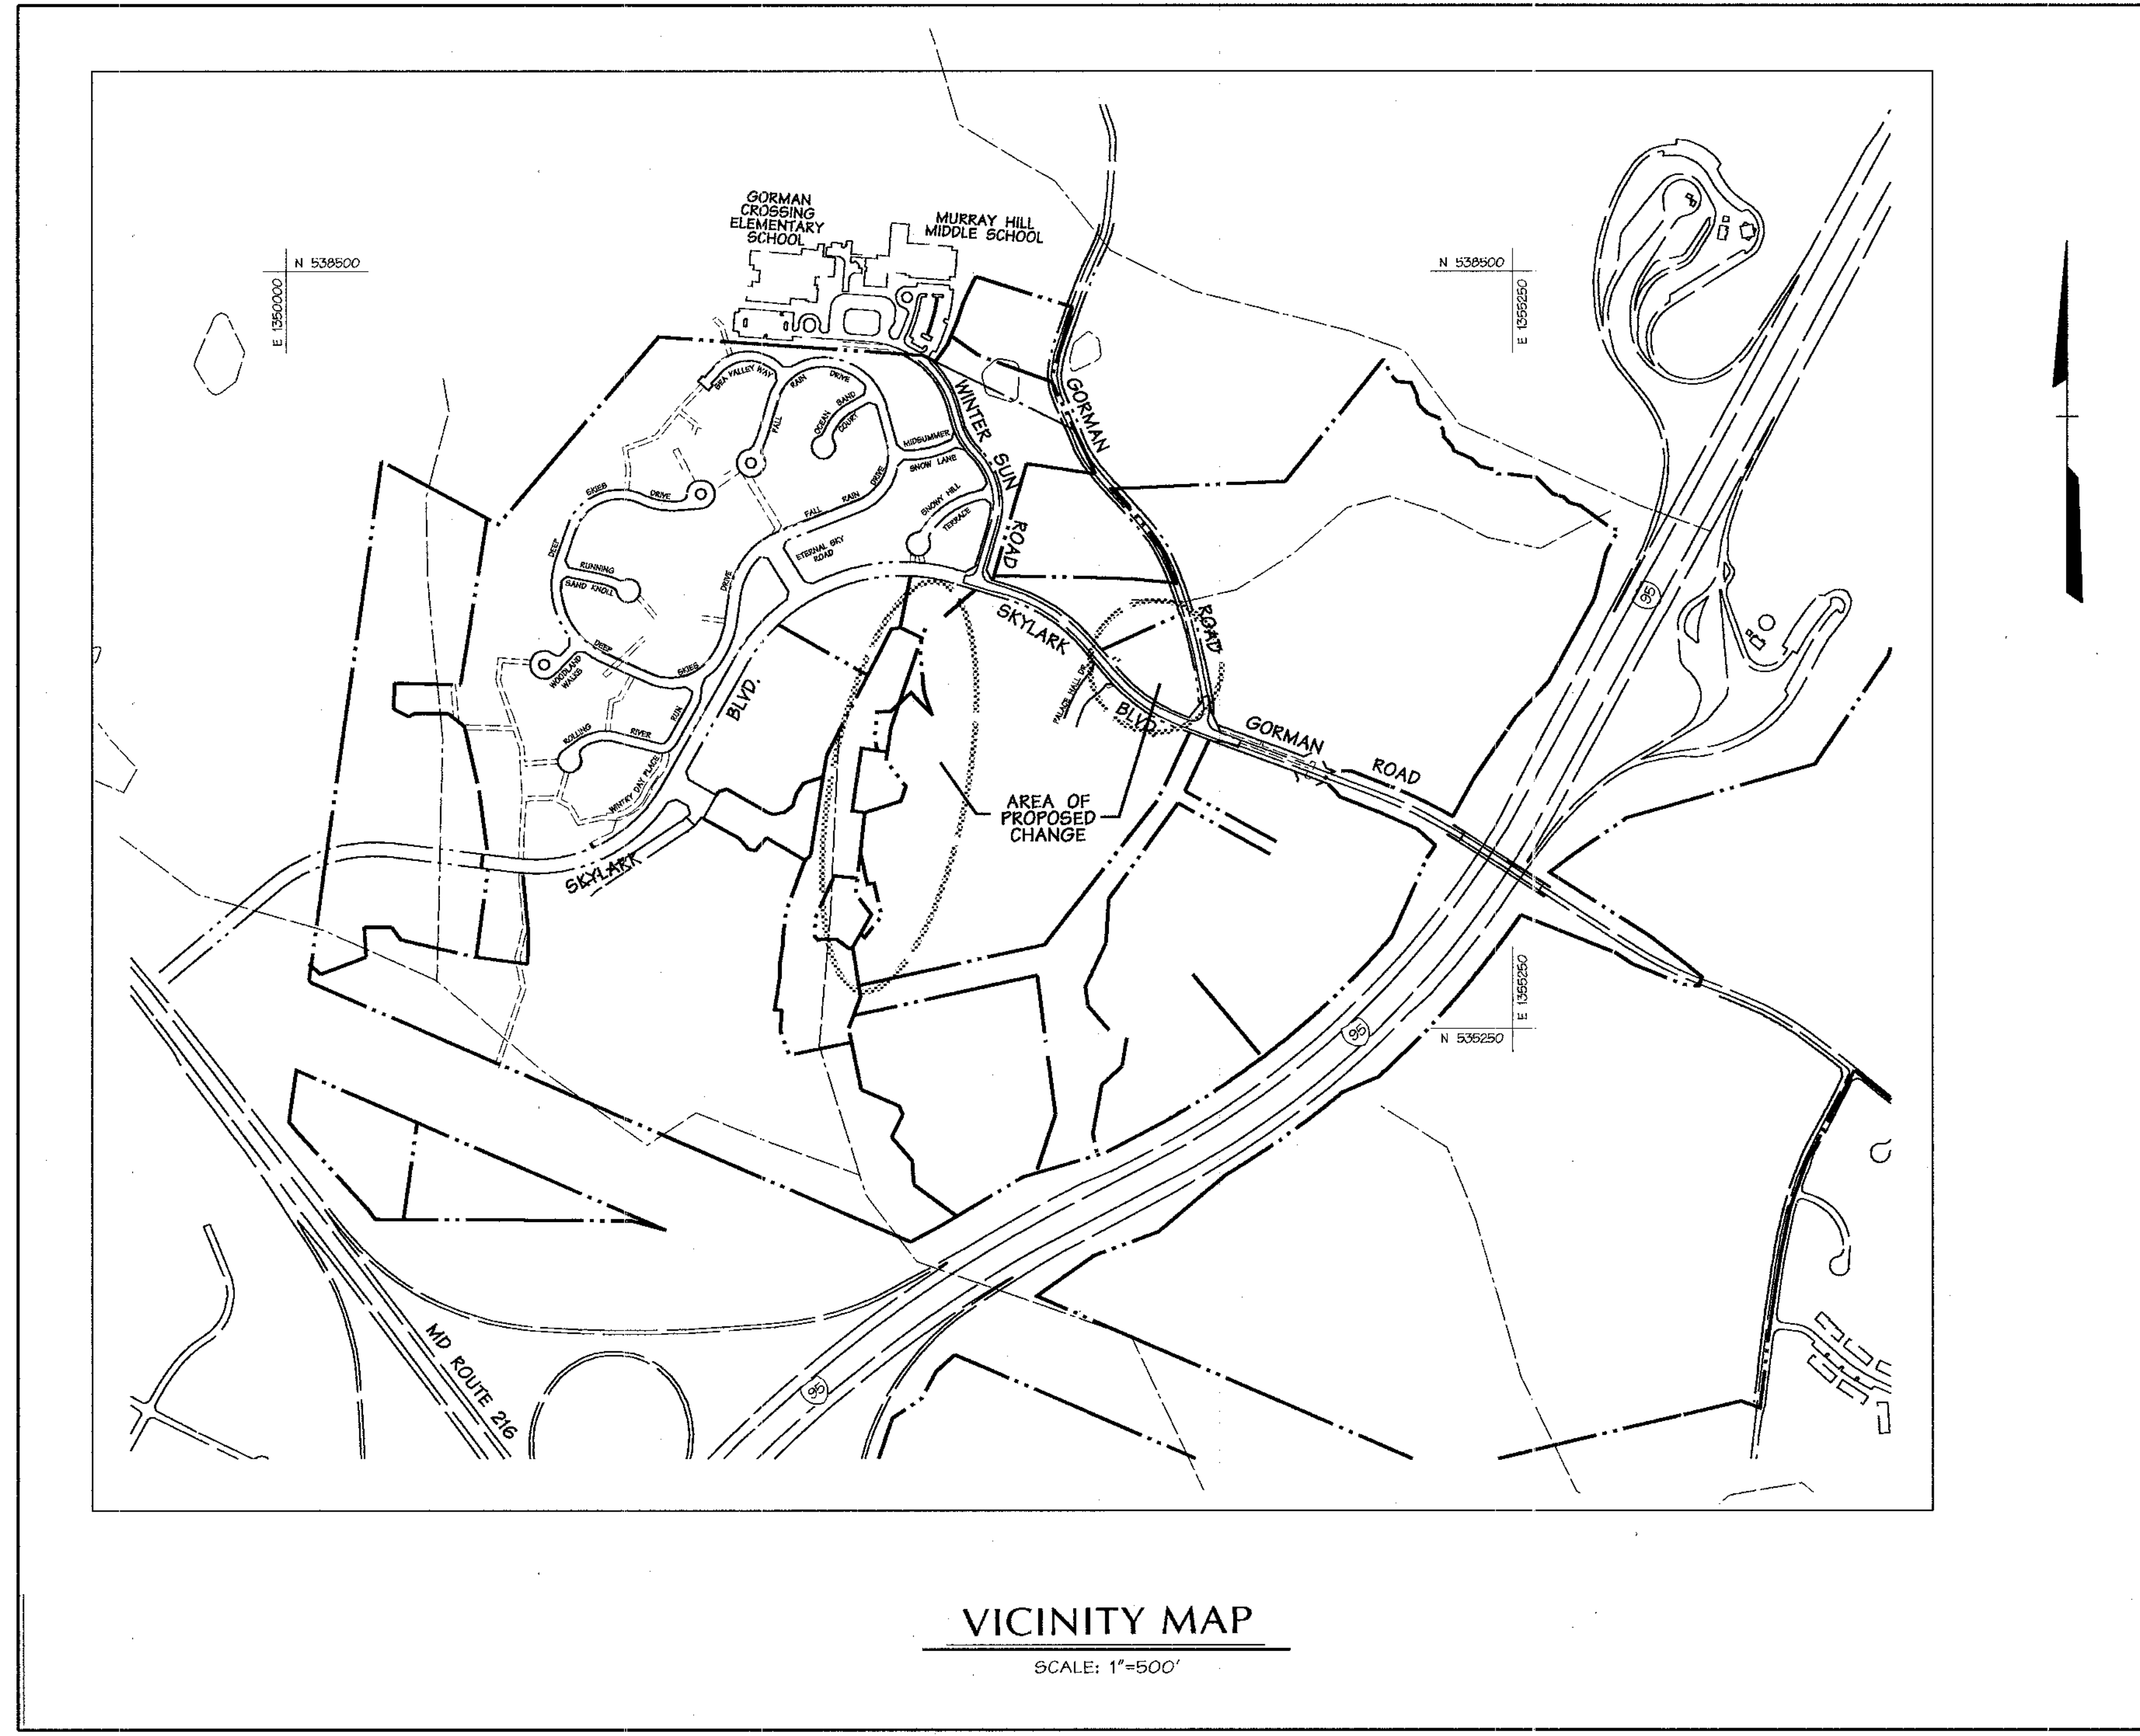 GORMAN
CROSSING
ELEMENTARY
SCHOOL
MURRAY HILL
MIDDLE SCHOOL
N 538500
E 1350000
N 538500
E 1355250
BEA VALLEY WAY
FALL
RAIN
DRIVE
OCEAN SAND
COURT
MIDSUMMER
SNOW LANE
WINTER SUN
ROAD
GORMAN
ROAD
SKIES
DRIVE
DEEP
FALL
RAIN
DRIVE
SNOWY HILL
TERRACE
ETERNAL SKY
ROAD
RUNNING
SAND KNOLL
DRIVE
DEEP
SKIES
WOODLAND
WALKS
SKYLARK
BLVD.
PALACE HALL DR.
BLVD.
ROLLING
RIVER
RUN
WINTRY DAY PLACE
SKYLARK
GORMAN
ROAD
AREA OF
PROPOSED
CHANGE
95
95
95
E 1355250
N 535250
MD ROUTE 216
VICINITY MAP
SCALE: 1"=500'